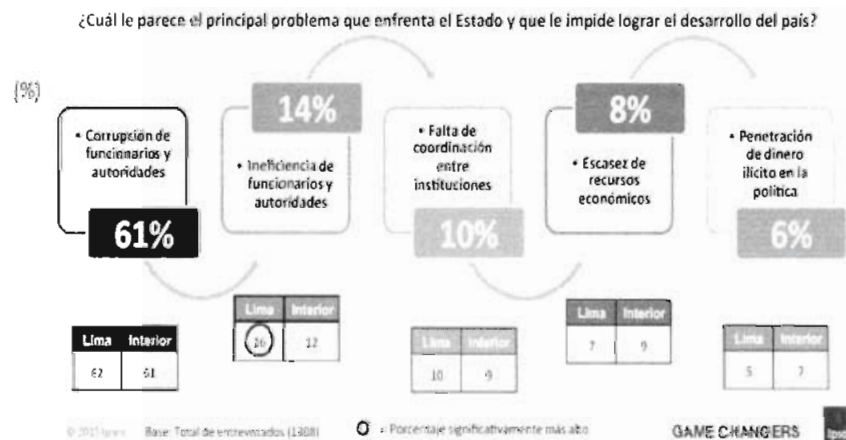 ¿Cuál le parece el principal problema que enfrenta el Estado y que le impide lograr el desarrollo del país?
(%)
• Corrupción de
funcionarios y
autoridades
61%
Lima Interior
62 61
14%
• Ineficiencia de
funcionarios y
autoridades
Lima Interior
16 12
• Falta de
coordinación
entre
instituciones
10%
Lima Interior
10 9
8%
• Escasez de
recursos
económicos
Lima Interior
7 9
• Penetración
de dinero
ilícito en la
política
6%
Lima Interior
5 7
Base: Total de entrevistados (1308)
O = Porcentaje significativamente más alto
GAME CHANGERS
Ipsos